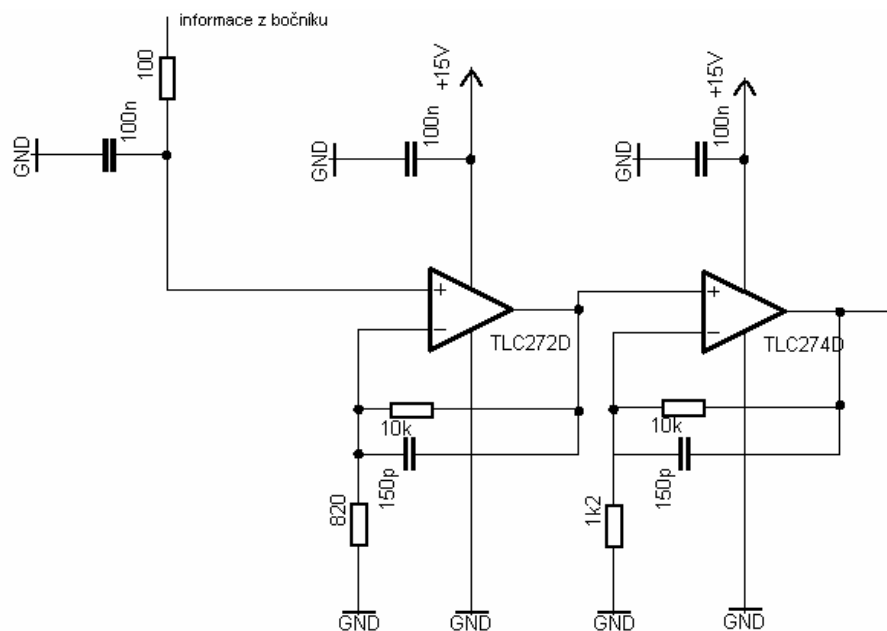 informace z bočníku
100
100n
GND
+15V
100n
GND
+15V
100n
GND
+
−
TLC272D
+
−
TLC274D
10k
150p
820
GND
GND
10k
150p
1k2
GND
GND